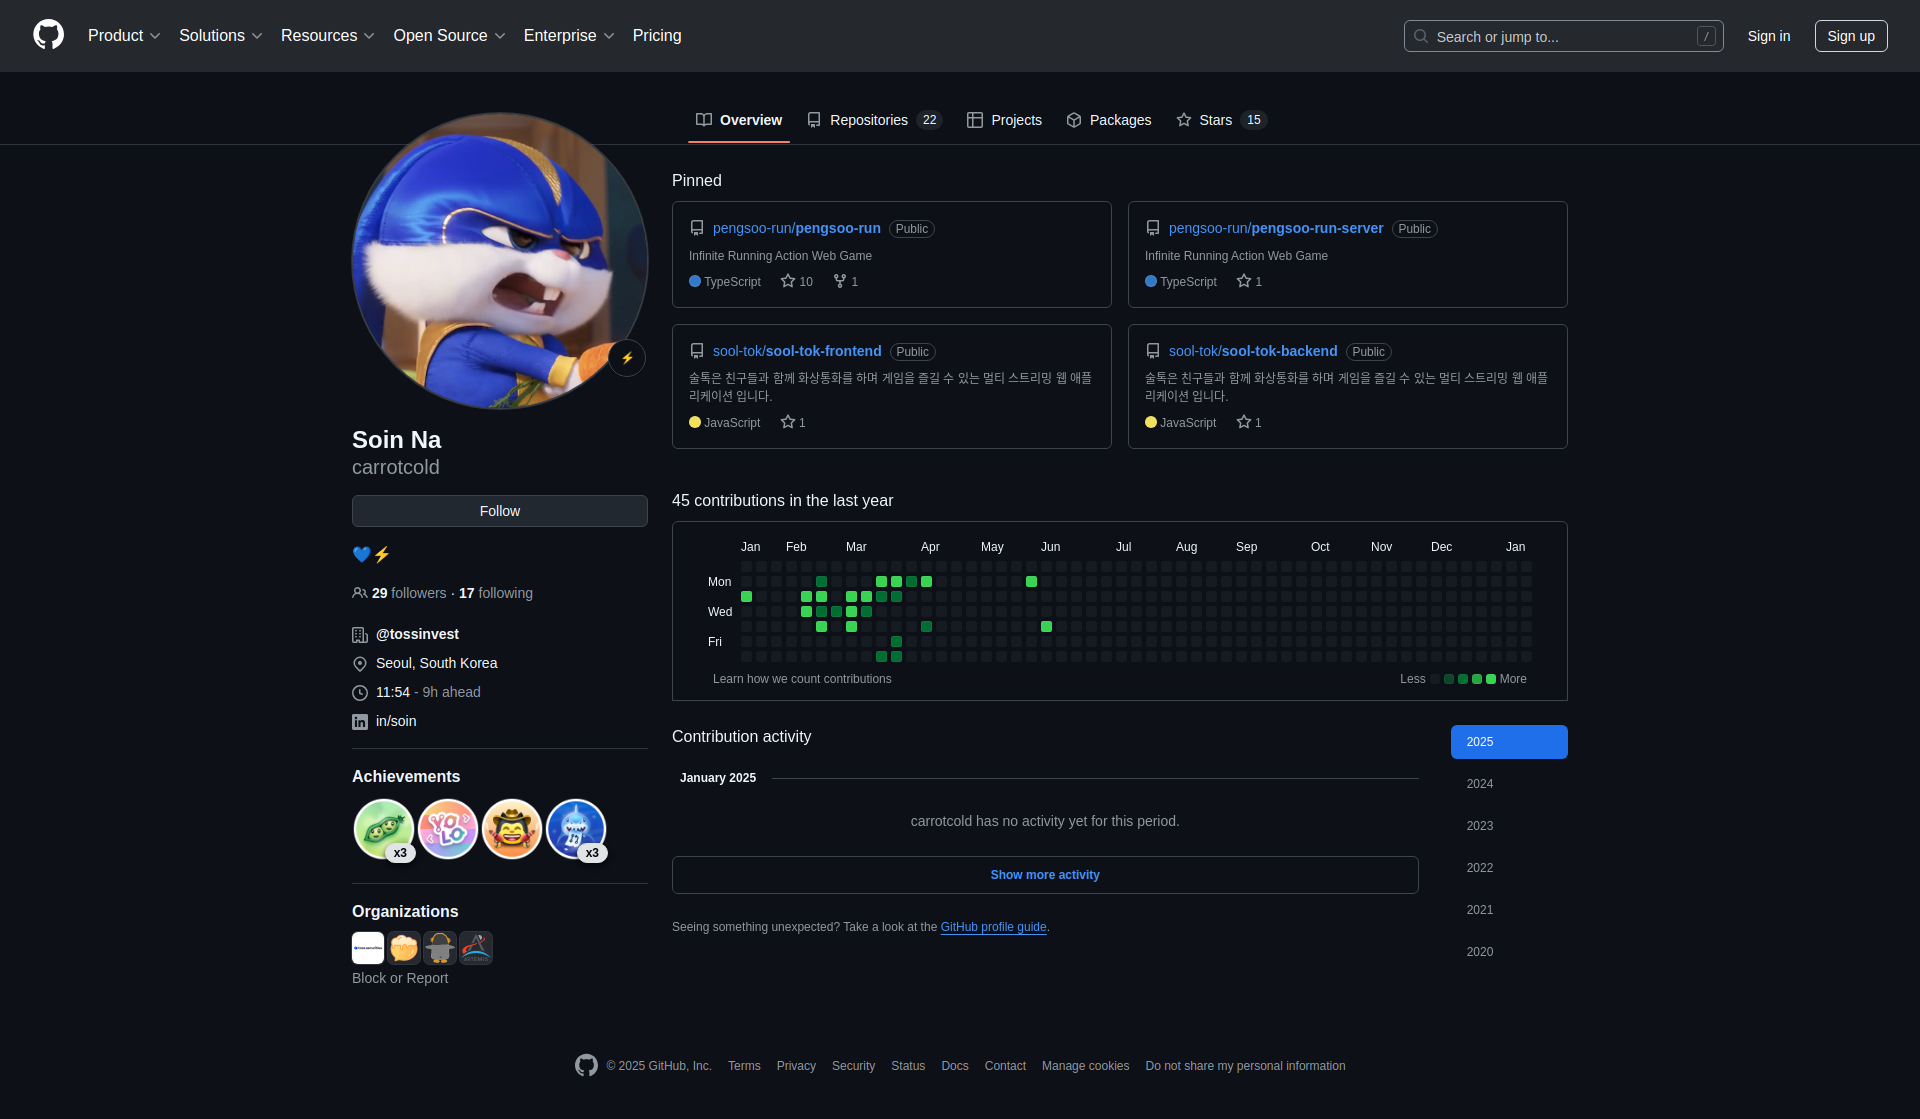 Product Solutions Resources Open Source Enterprise Pricing Search or jump to... / Sign in Sign up
Overview Repositories 22 Projects Packages Stars 15
⚡
Soin Na
carrotcold
Follow
💙⚡
29 followers · 17 following
@tossinvest
Seoul, South Korea
11:54 - 9h ahead
in/soin
Achievements
x3
YOLO
x3
Organizations
Block or Report
Pinned
pengsoo-run/pengsoo-run Public
Infinite Running Action Web Game
TypeScript 10 1
pengsoo-run/pengsoo-run-server Public
Infinite Running Action Web Game
TypeScript 1
sool-tok/sool-tok-frontend Public
술톡은 친구들과 함께 화상통화를 하며 게임을 즐길 수 있는 멀티 스트리밍 웹 애플
리케이션 입니다.
JavaScript 1
sool-tok/sool-tok-backend Public
술톡은 친구들과 함께 화상통화를 하며 게임을 즐길 수 있는 멀티 스트리밍 웹 애플
리케이션 입니다.
JavaScript 1
45 contributions in the last year
Jan Feb Mar Apr May Jun Jul Aug Sep Oct Nov Dec Jan
Mon
Wed
Fri
Learn how we count contributions Less More
Contribution activity
January 2025
carrotcold has no activity yet for this period.
Show more activity
Seeing something unexpected? Take a look at the GitHub profile guide.
2025
2024
2023
2022
2021
2020
© 2025 GitHub, Inc. Terms Privacy Security Status Docs Contact Manage cookies Do not share my personal information